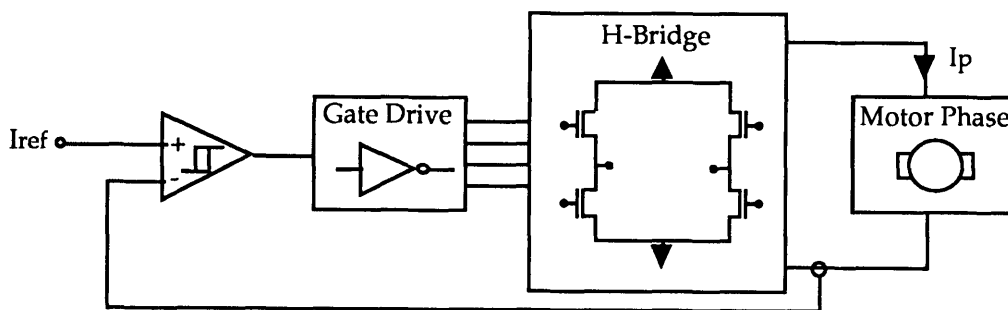 H-Bridge
Ip
Gate Drive
Motor Phase
Iref
+
-